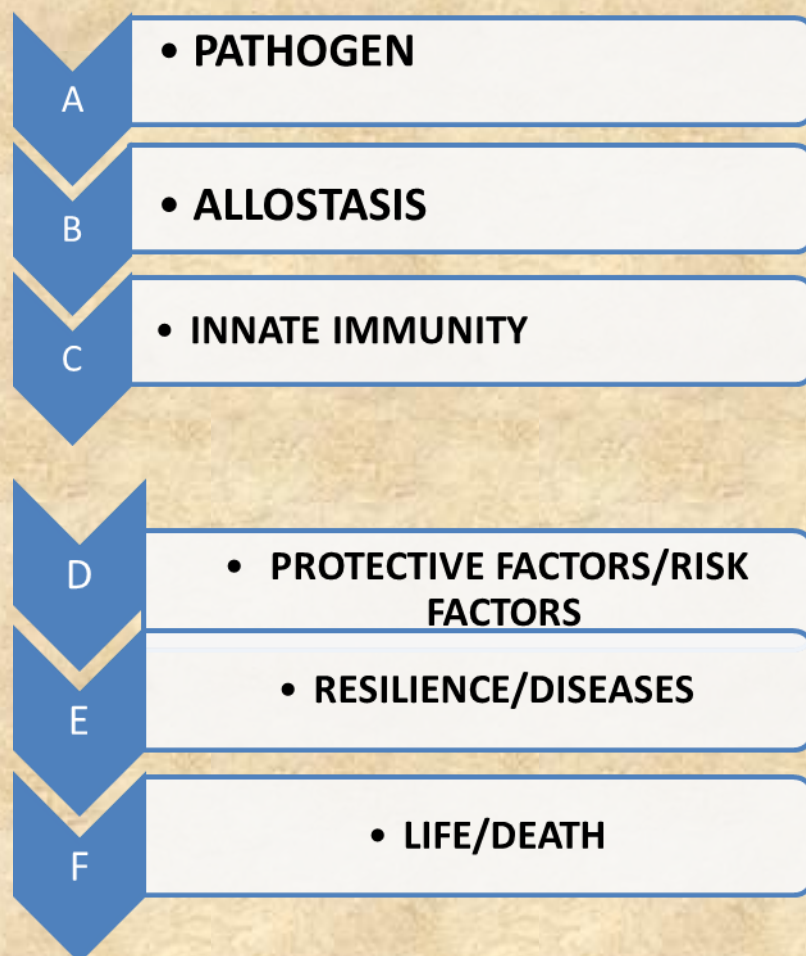 A
• PATHOGEN
B
• ALLOSTASIS
C
• INNATE IMMUNITY
D
• PROTECTIVE FACTORS/RISK
FACTORS
E
• RESILIENCE/DISEASES
F
• LIFE/DEATH